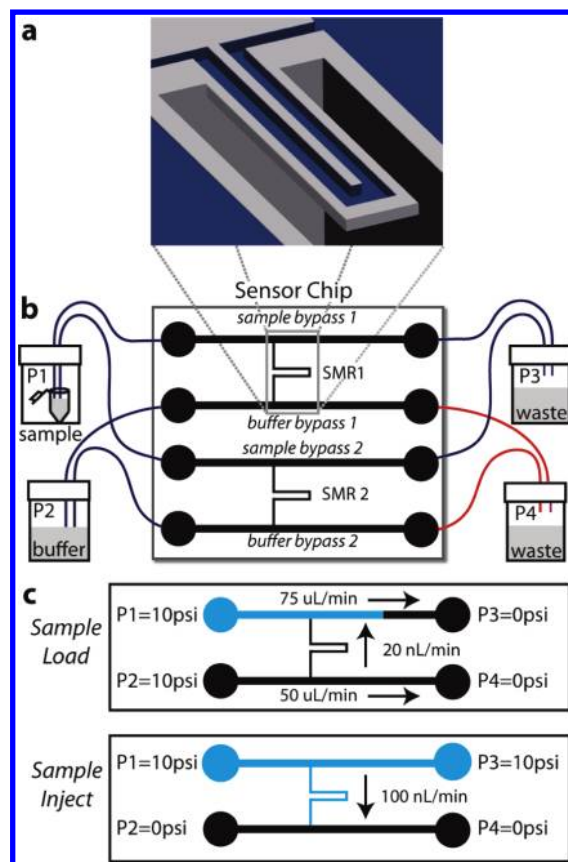 a
b
Sensor Chip
sample bypass 1
P1
SMR1
P3
sample
buffer bypass 1
waste
sample bypass 2
P2
SMR 2
P4
buffer
buffer bypass 2
waste
c
75 uL/min
P1=10psi
P3=0psi
Sample
Load
20 nL/min
P2=10psi
50 uL/min
P4=0psi
P1=10psi
P3=10psi
Sample
Inject
100 nL/min
P2=0psi
P4=0psi